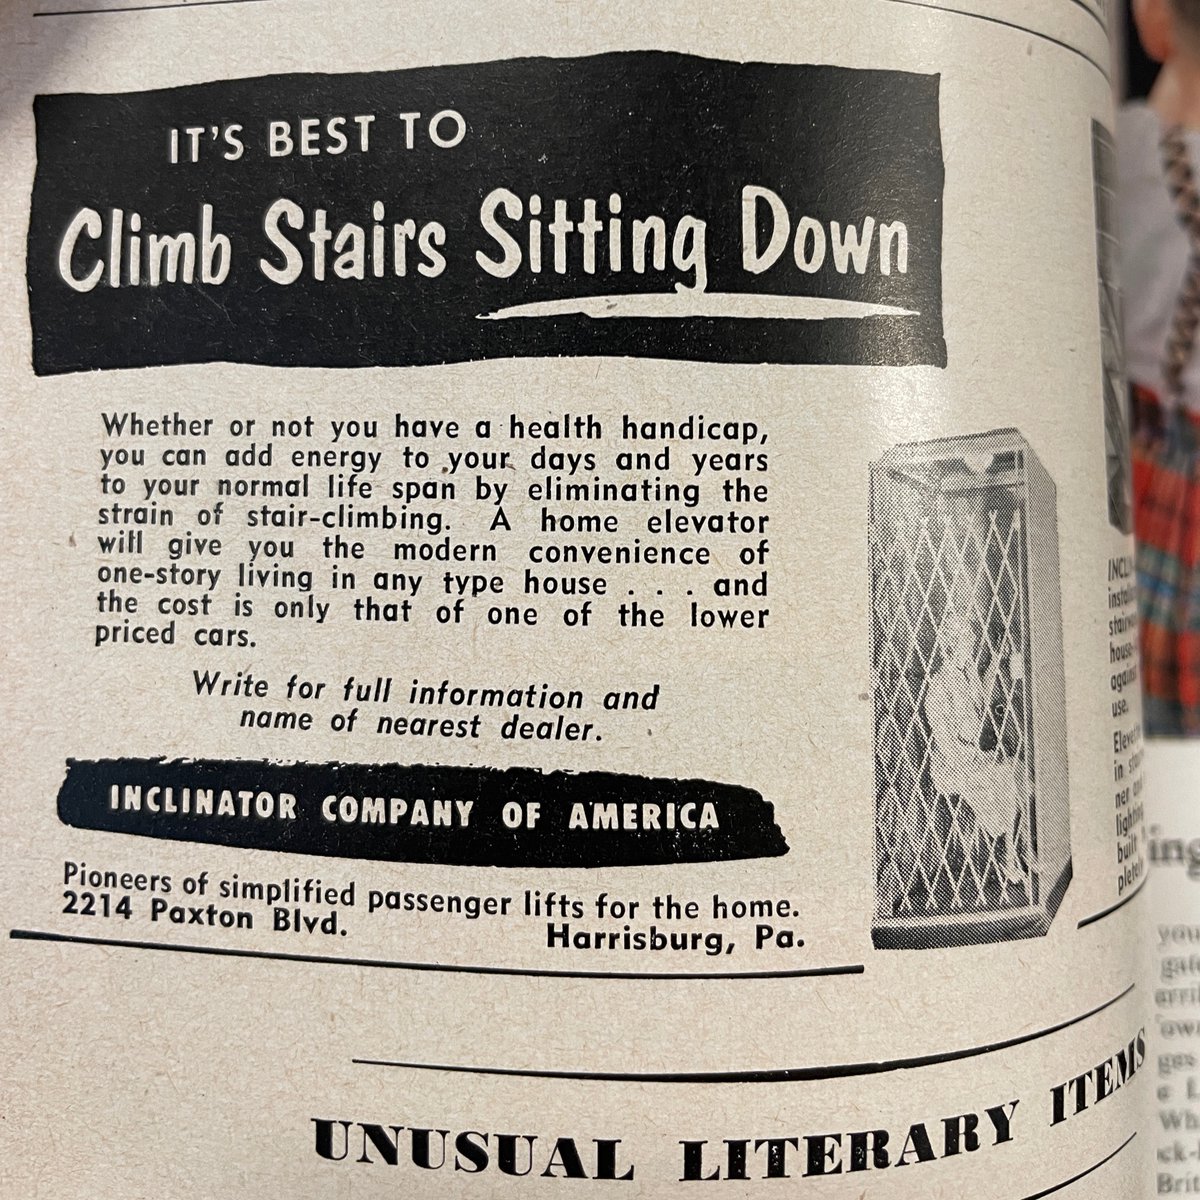 IT'S BEST TO
Climb Stairs Sitting Down
Whether or not you have a health handicap,
you can add energy to your days and years
to your normal life span by eliminating the
strain of stair-climbing. A home elevator
will give you the modern convenience of
one-story living in any type house . . . and
the cost is only that of one of the lower
priced cars.
Write for full information and
name of nearest dealer.
INCLINATOR COMPANY OF AMERICA
Pioneers of simplified passenger lifts for the home.
2214 Paxton Blvd. Harrisburg, Pa.
UNUSUAL LITERARY ITEMS
use.
in